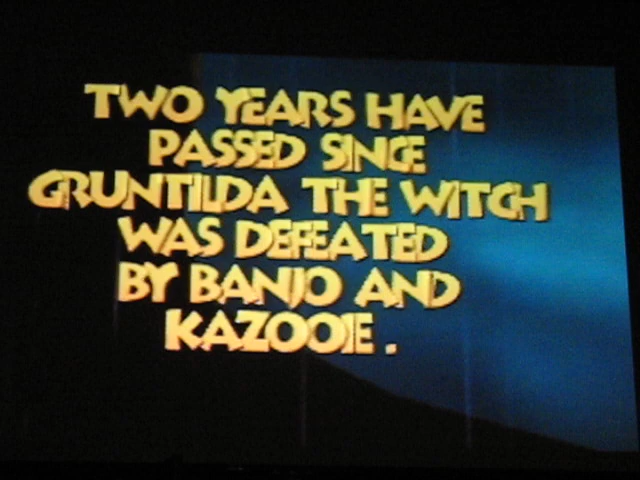 TWO YEARS HAVE
PASSED SINCE
GRUNTILDA THE WITCH
WAS DEFEATED
BY BANJO AND
KAZOOIE.